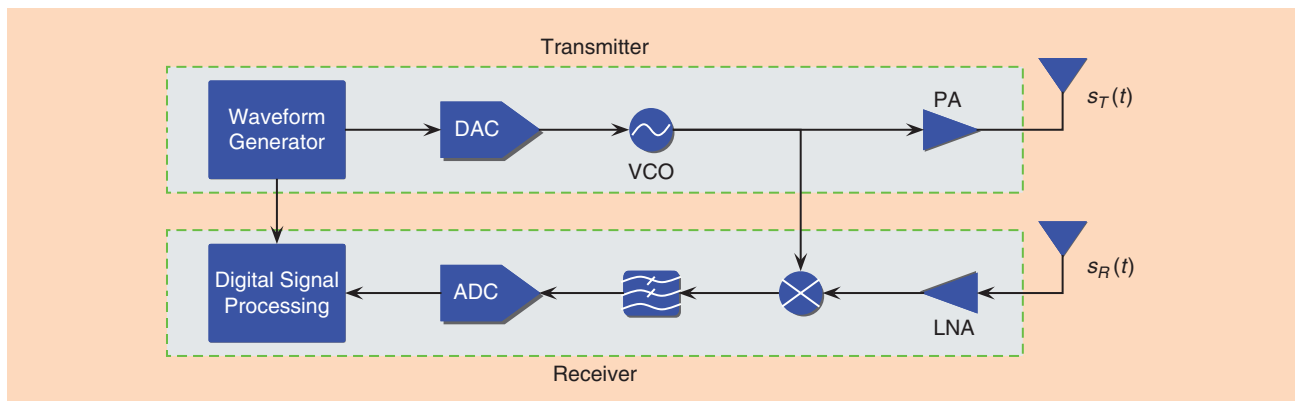 Transmitter
Waveform
Generator
DAC
VCO
PA
s_T(t)
Digital Signal
Processing
ADC
LNA
s_R(t)
Receiver